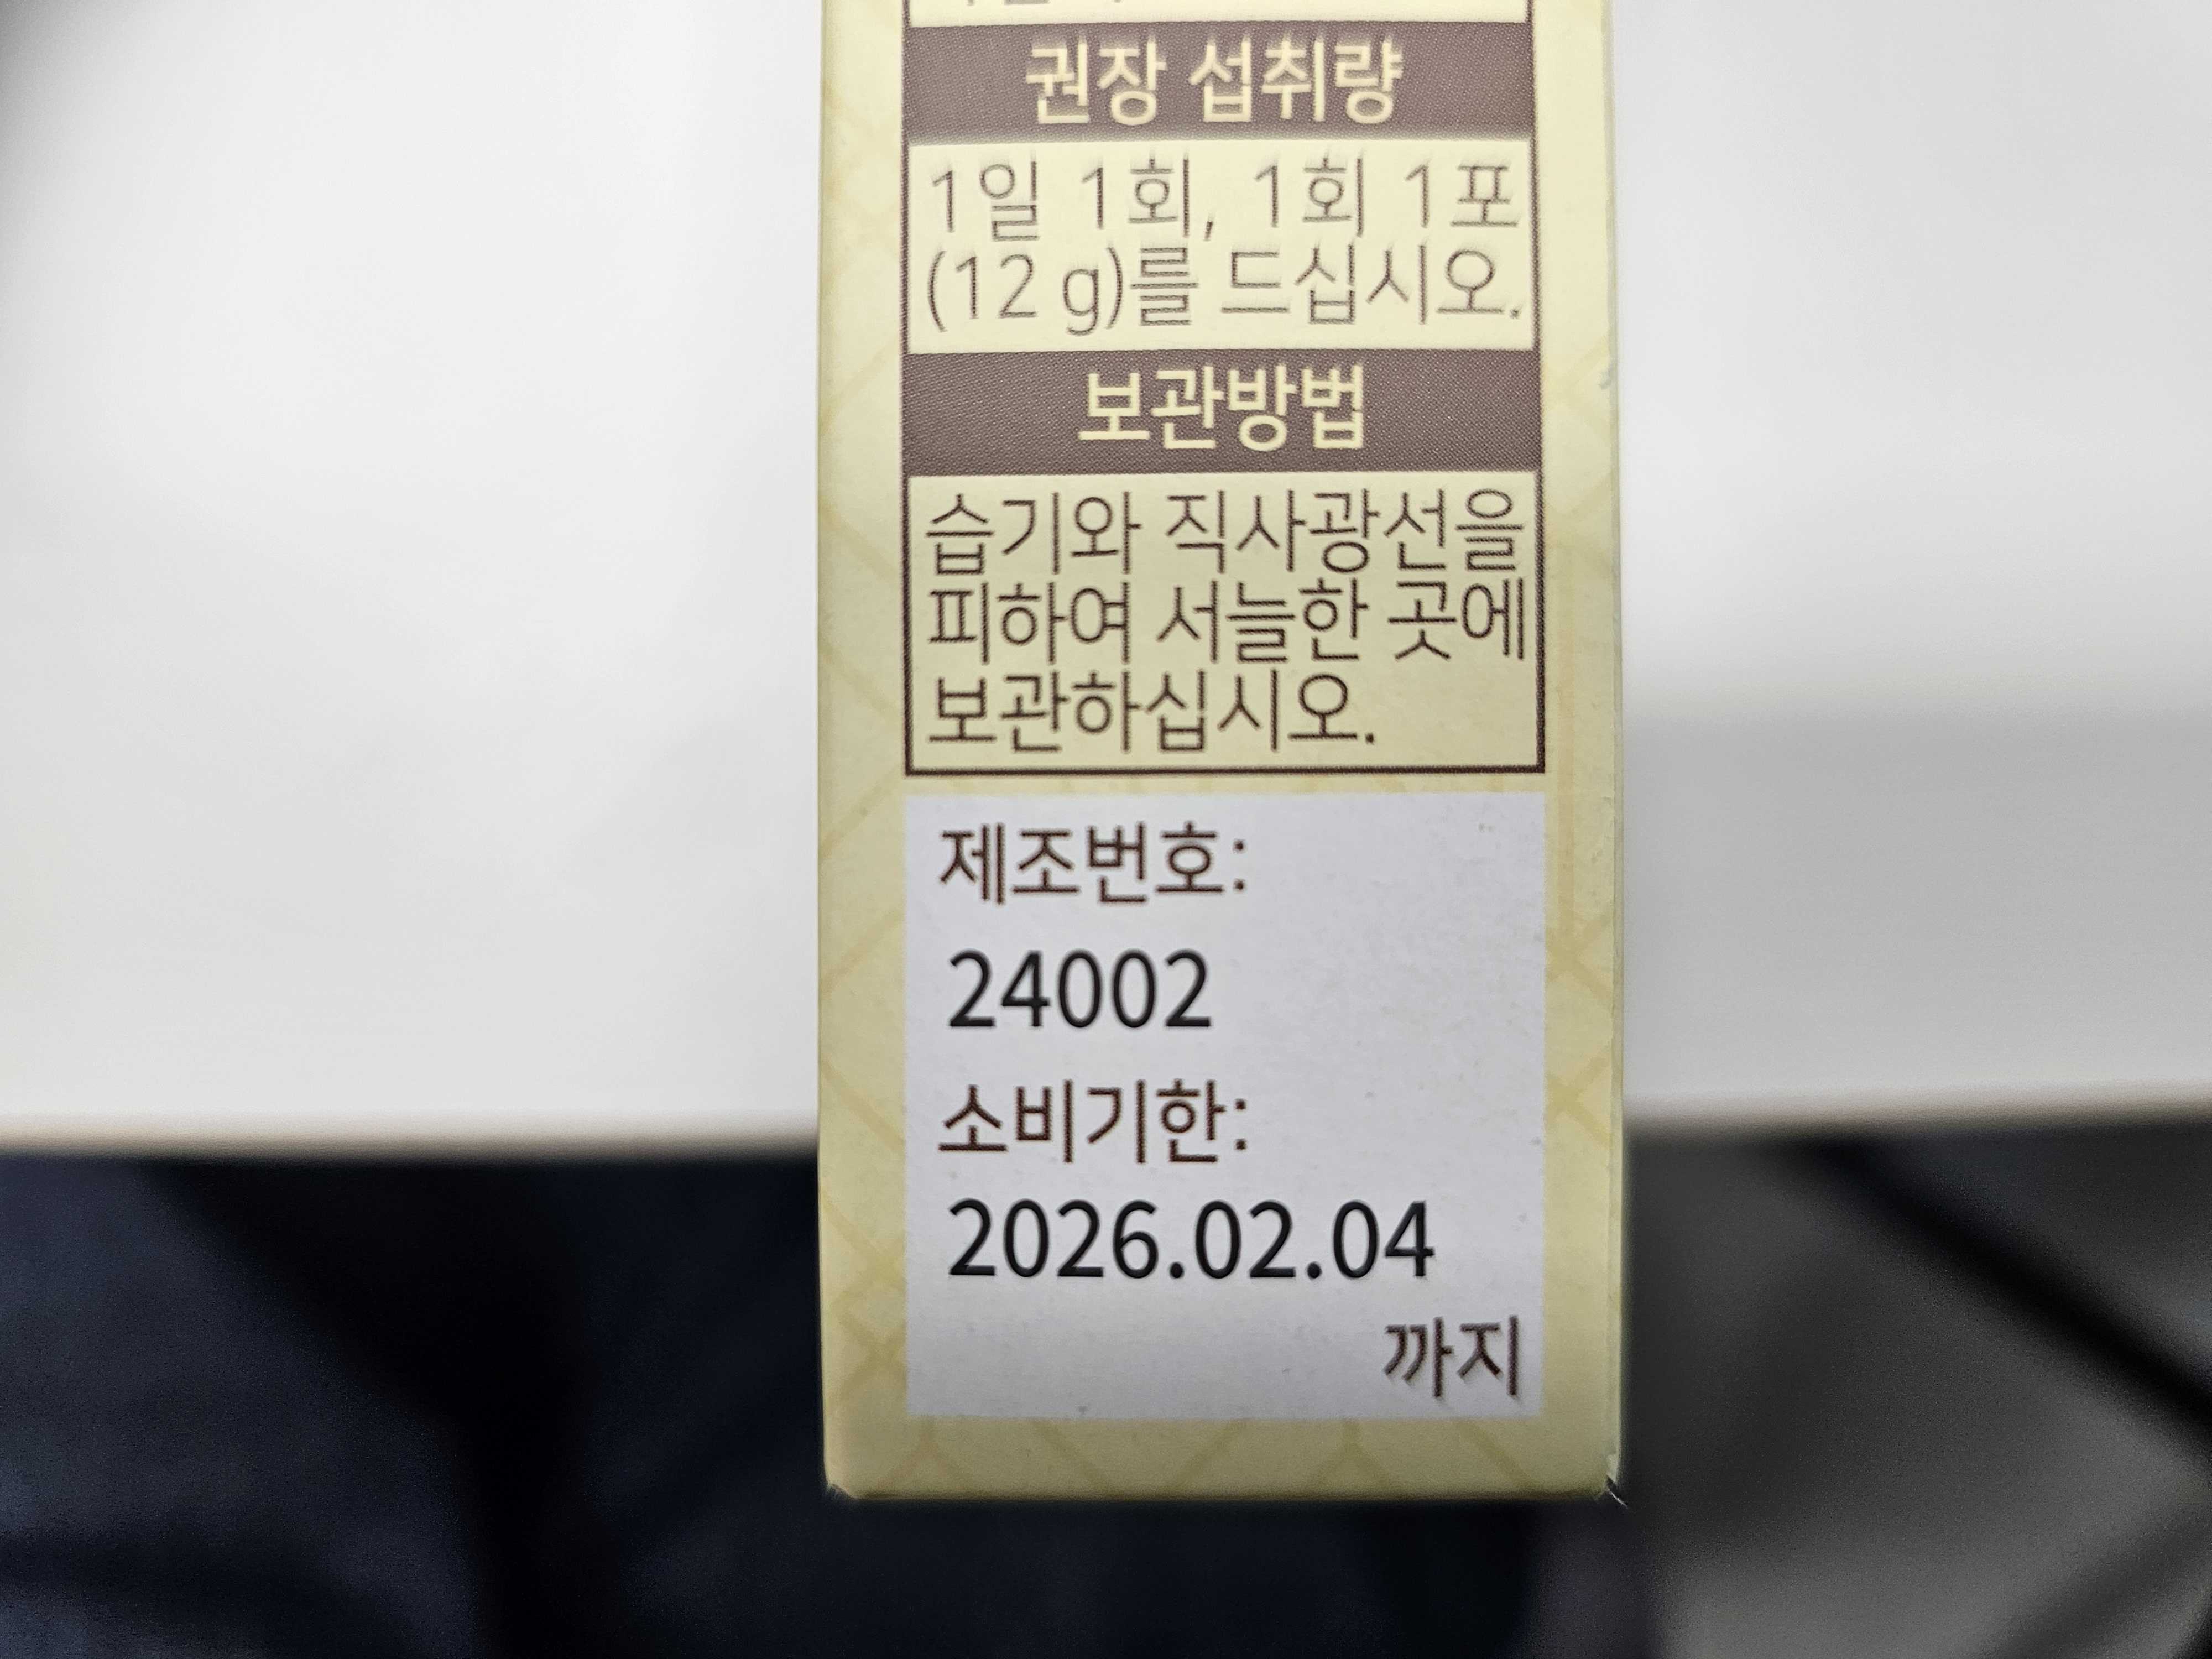 권장 섭취량
1일 1회, 1회 1포
(12 g)를 드십시오.
보관방법
습기와 직사광선을
피하여 서늘한 곳에
보관하십시오.
제조번호:
24002
소비기한:
2026.02.04
까지